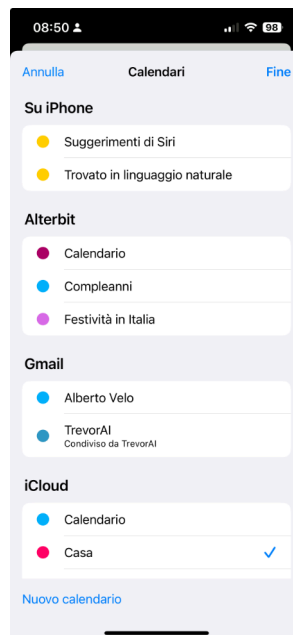 08:50
98
Annulla Calendari Fine
Su iPhone
Suggerimenti di Siri
Trovato in linguaggio naturale
Alterbit
Calendario
Compleanni
Festività in Italia
Gmail
Alberto Velo
TrevorAI
Condiviso da TrevorAI
iCloud
Calendario
Casa
Nuovo calendario